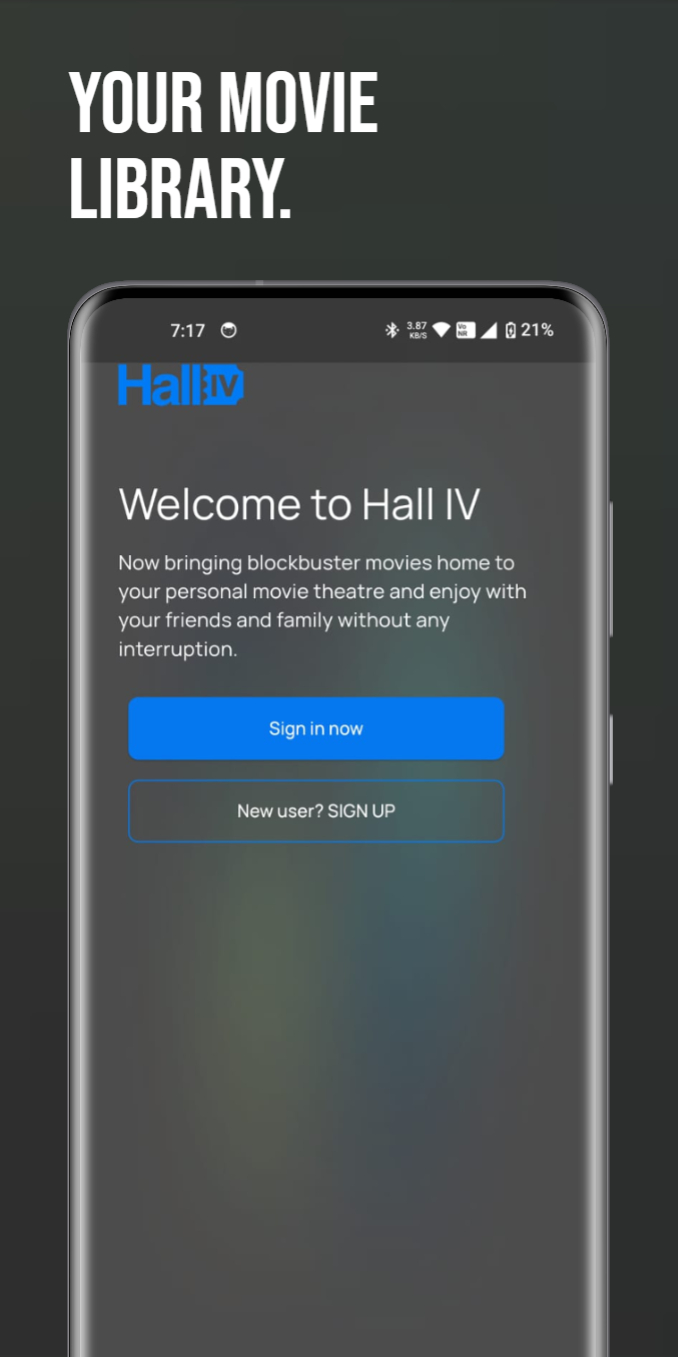 YOUR MOVIE
LIBRARY.
7:17 3.87 KB/S Vo NR 21%
Hall IV
Welcome to Hall IV
Now bringing blockbuster movies home to
your personal movie theatre and enjoy with
your friends and family without any
interruption.
Sign in now
New user? SIGN UP